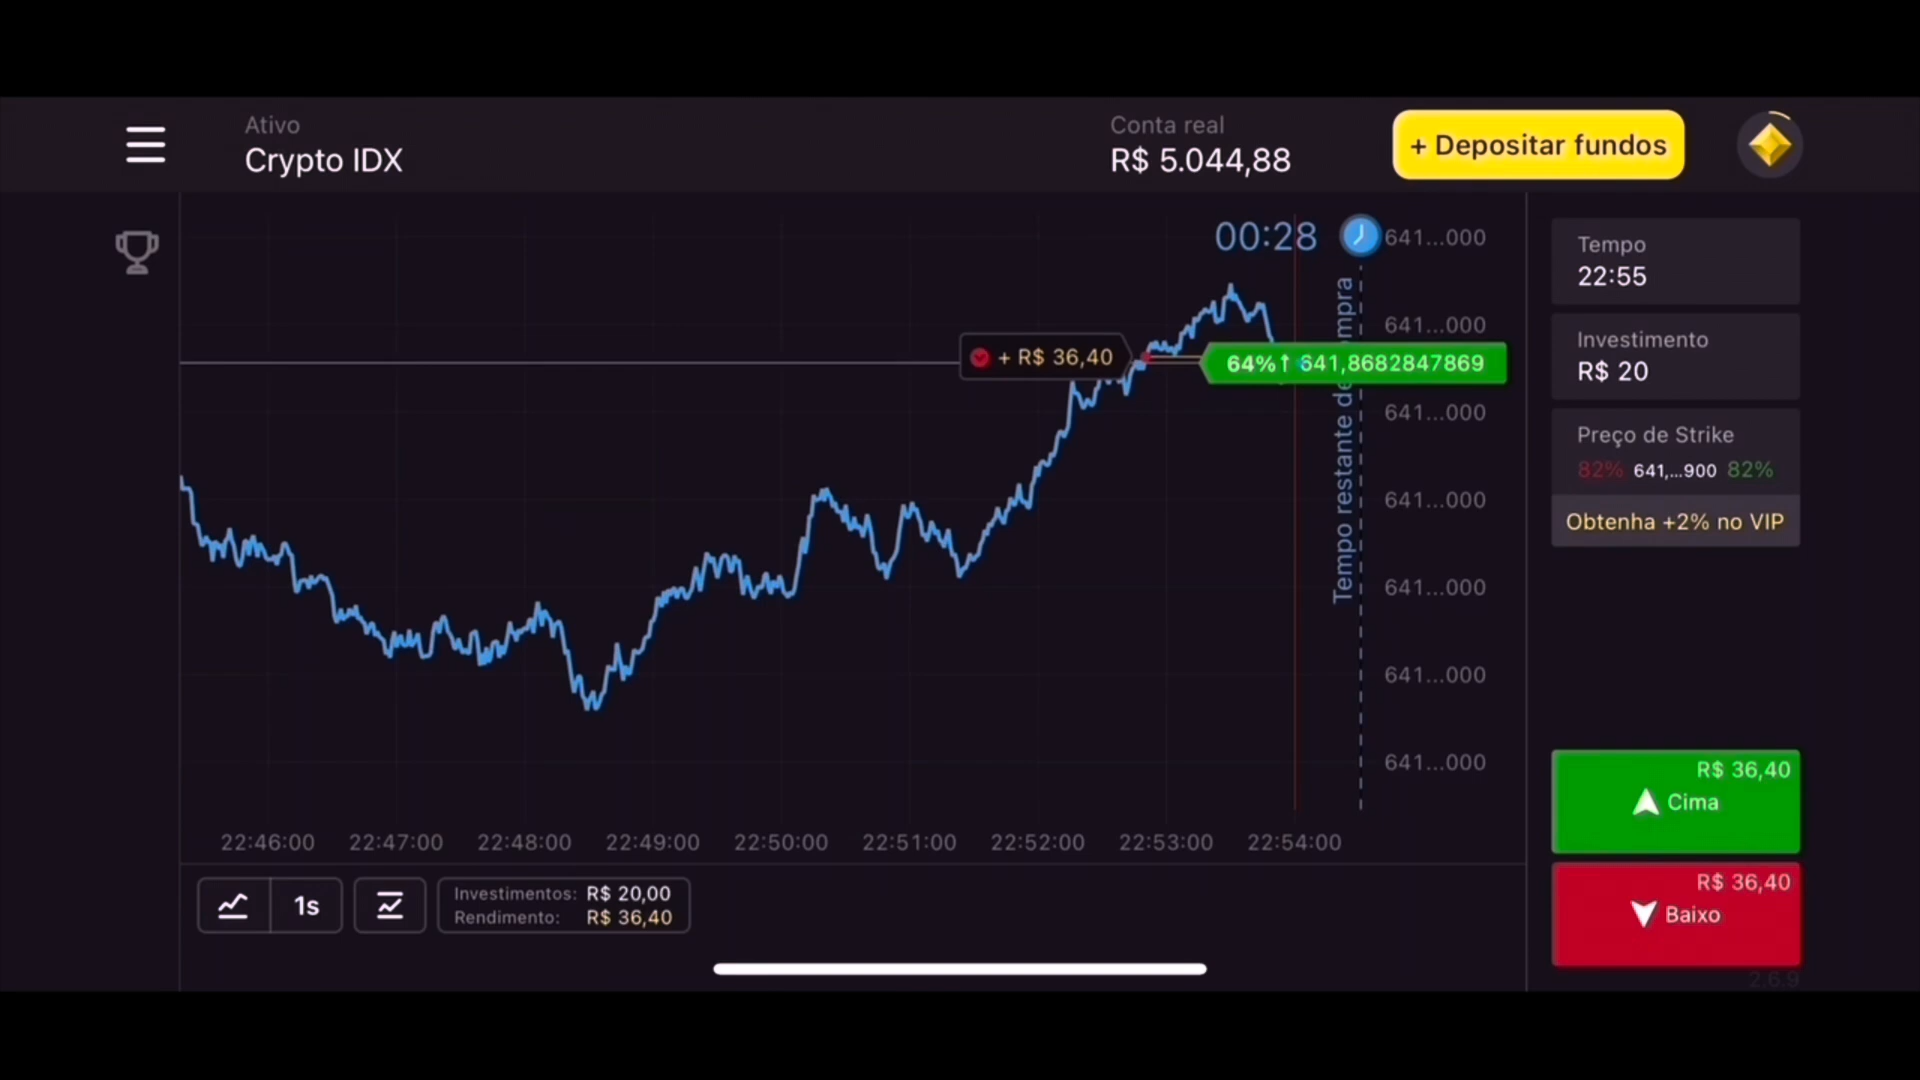 Ativo
Crypto IDX
Conta real
R$ 5.044,88
+ Depositar fundos
00:28
641...000
641...000
641...000
641...000
641...000
641...000
641...000
+ R$ 36,40
64%↑ 641,8682847869
Tempo restante de
mpra
Tempo
22:55
Investimento
R$ 20
Preço de Strike
82% 641,...900 82%
Obtenha +2% no VIP
R$ 36,40
Cima
R$ 36,40
Baixo
2.6.9
22:46:00 22:47:00 22:48:00 22:49:00 22:50:00 22:51:00 22:52:00 22:53:00 22:54:00
1s
Investimentos: R$ 20,00
Rendimento: R$ 36,40